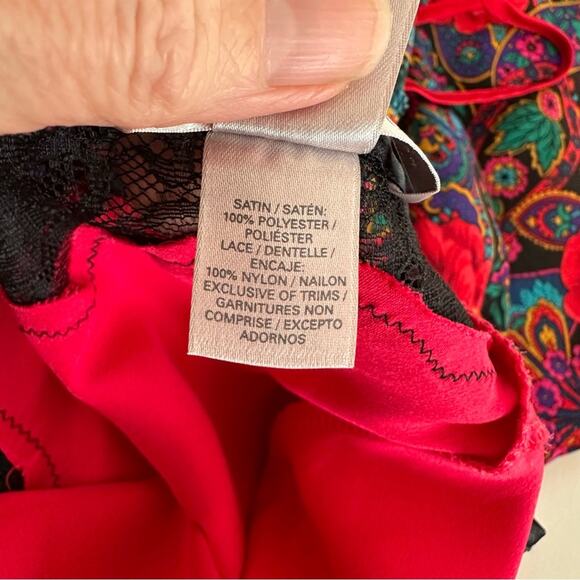 SATIN / SATÉN:
100% POLYESTER /
POLIÉSTER
LACE / DENTELLE /
ENCAJE:
100% NYLON / NAILON
EXCLUSIVE OF TRIMS /
GARNITURES NON
COMPRISE / EXCEPTO
ADORNOS